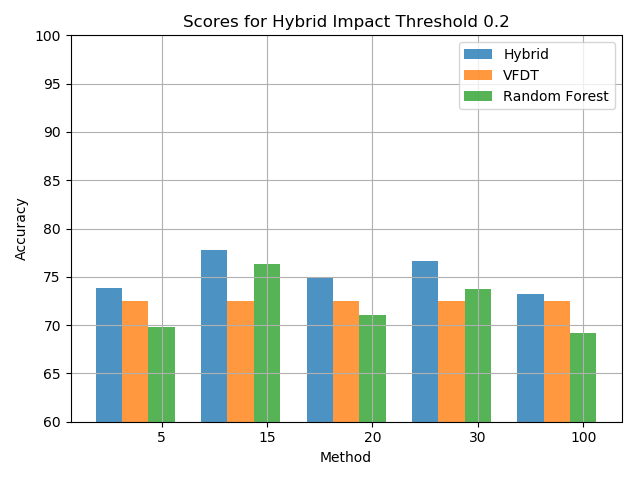 Scores for Hybrid Impact Threshold 0.2
100
95
90
85
80
75
70
65
60
Accuracy
Hybrid
VFDT
Random Forest
5
15
20
30
100
Method